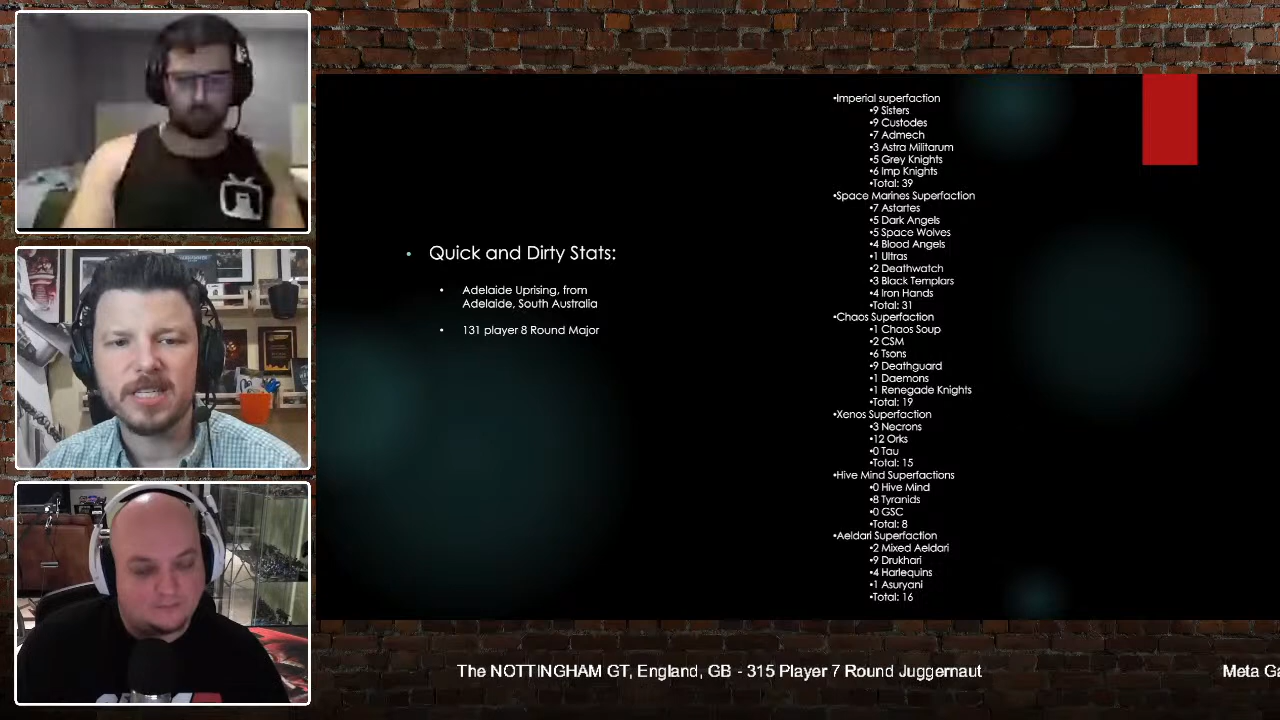 Quick and Dirty Stats:
Adelaide Uprising, from
Adelaide, South Australia
131 player 8 Round Major
•Imperial superfaction
•9 Sisters
•9 Custodes
•7 Admech
•3 Astra Militarum
•5 Grey Knights
•6 Imp Knights
•Total: 39
•Space Marines Superfaction
•7 Astartes
•5 Dark Angels
•5 Space Wolves
•4 Blood Angels
•1 Ultras
•2 Deathwatch
•3 Black Templars
•4 Iron Hands
•Total: 31
•Chaos Superfaction
•1 Chaos Soup
•2 CSM
•6 Tsons
•9 Deathguard
•1 Daemons
•1 Renegade Knights
•Total: 19
•Xenos Superfaction
•3 Necrons
•12 Orks
•0 Tau
•Total: 15
•Hive Mind Superfactions
•0 Hive Mind
•8 Tyranids
•0 GSC
•Total: 8
•Aeldari Superfaction
•2 Mixed Aeldari
•9 Drukhari
•4 Harlequins
•1 Asuryani
•Total: 16
The NOTTINGHAM GT, England, GB - 315 Player 7 Round Juggernaut
Meta Ga